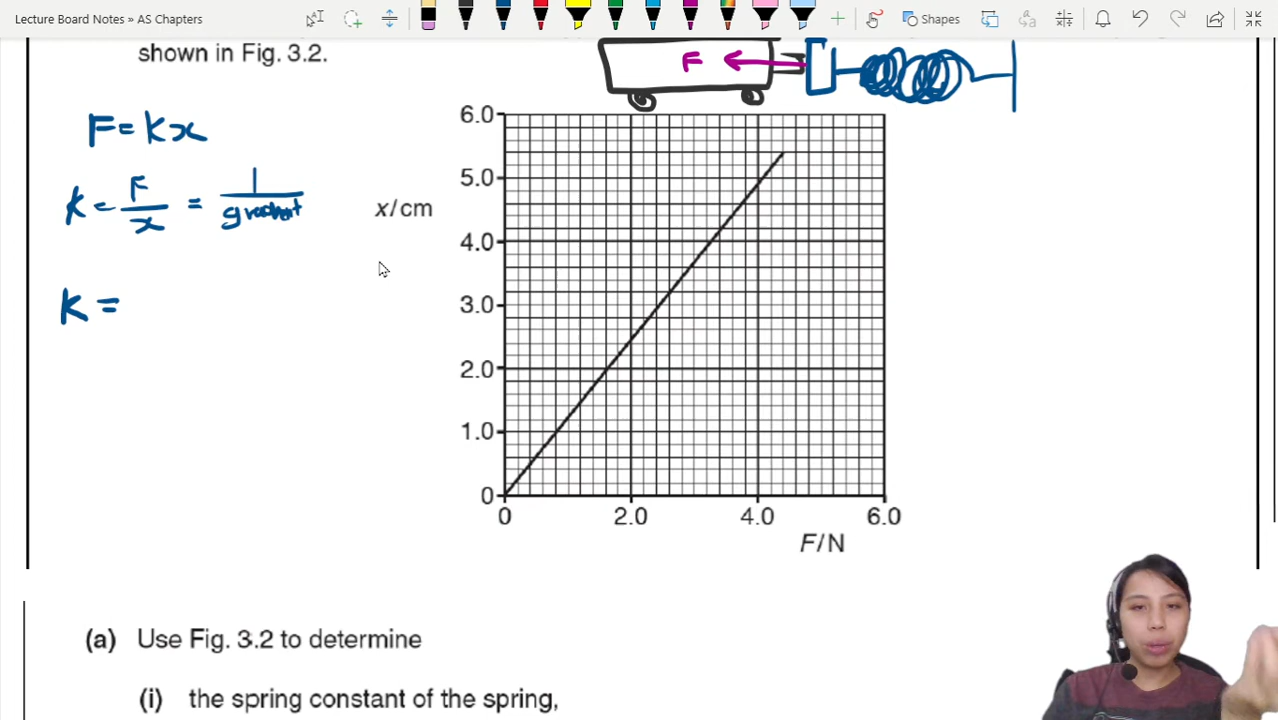 Lecture Board Notes » AS Chapters
Shapes
shown in Fig. 3.2.
F
F = kx
k = F/x = 1/gradient
k =
x/cm
6.0
5.0
4.0
3.0
2.0
1.0
0
0 2.0 4.0 6.0
F/N
(a) Use Fig. 3.2 to determine
(i) the spring constant of the spring,